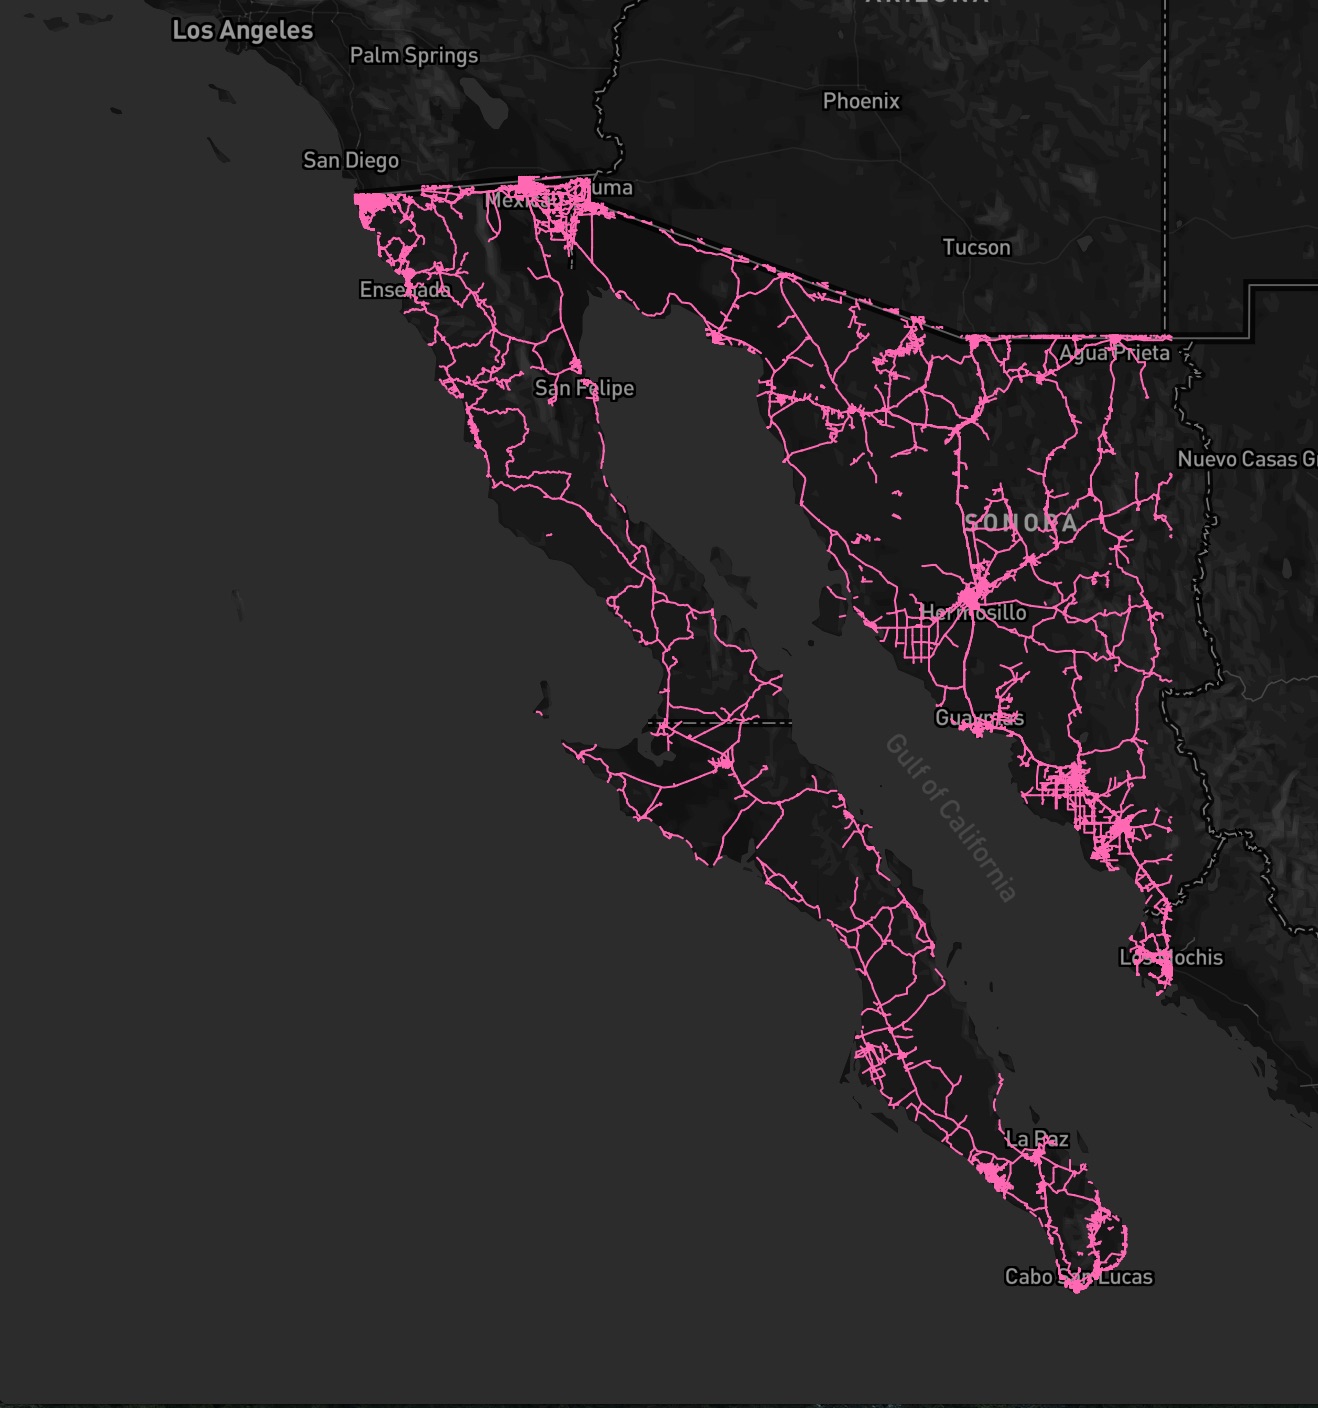 ARIZONA
Los Angeles
Palm Springs
Phoenix
San Diego
Mexicali
Yuma
Tucson
Ensenada
Agua Prieta
San Felipe
Nuevo Casas Gr
SONORA
Hermosillo
Guaymas
Gulf of California
Los Mochis
La Paz
Cabo San Lucas